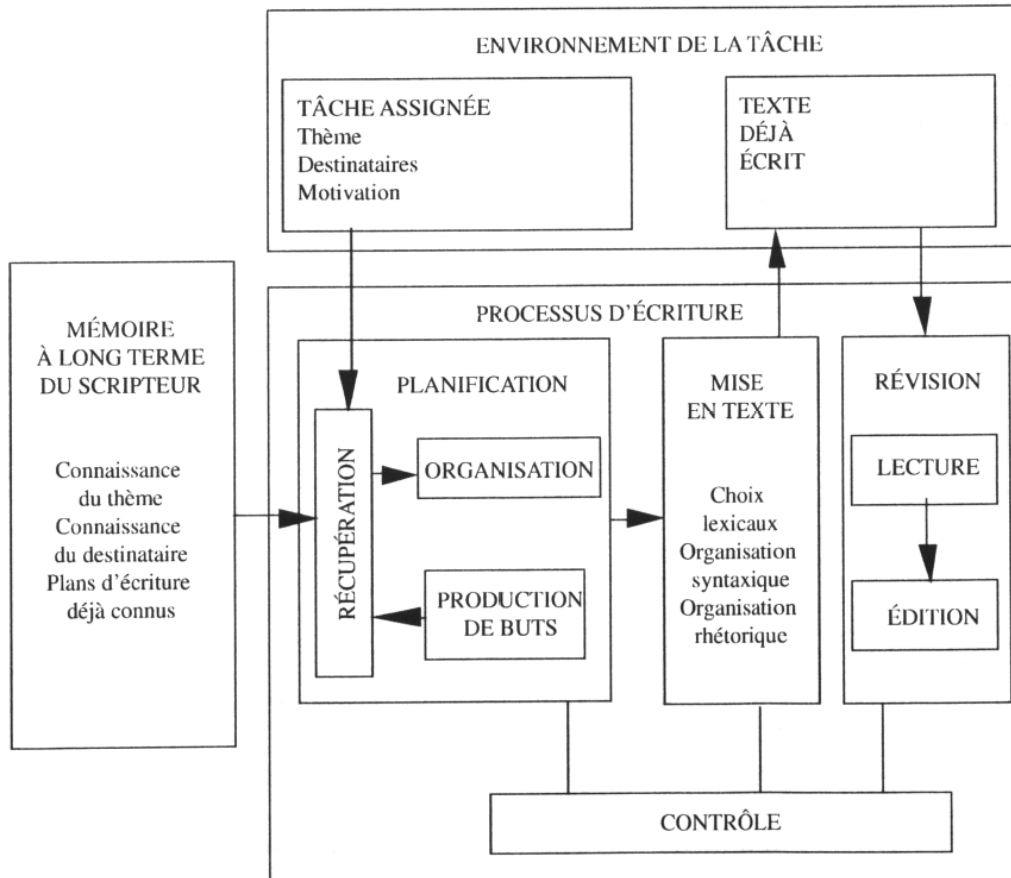 ENVIRONNEMENT DE LA TÂCHE
TÂCHE ASSIGNÉE
Thème
Destinataires
Motivation
TEXTE
DÉJÀ
ÉCRIT
MÉMOIRE
À LONG TERME
DU SCRIPTEUR
Connaissance
du thème
Connaissance
du destinataire
Plans d'écriture
déjà connus
PROCESSUS D'ÉCRITURE
PLANIFICATION
RÉCUPÉRATION
ORGANISATION
PRODUCTION
DE BUTS
MISE
EN TEXTE
Choix
lexicaux
Organisation
syntaxique
Organisation
rhétorique
RÉVISION
LECTURE
ÉDITION
CONTRÔLE